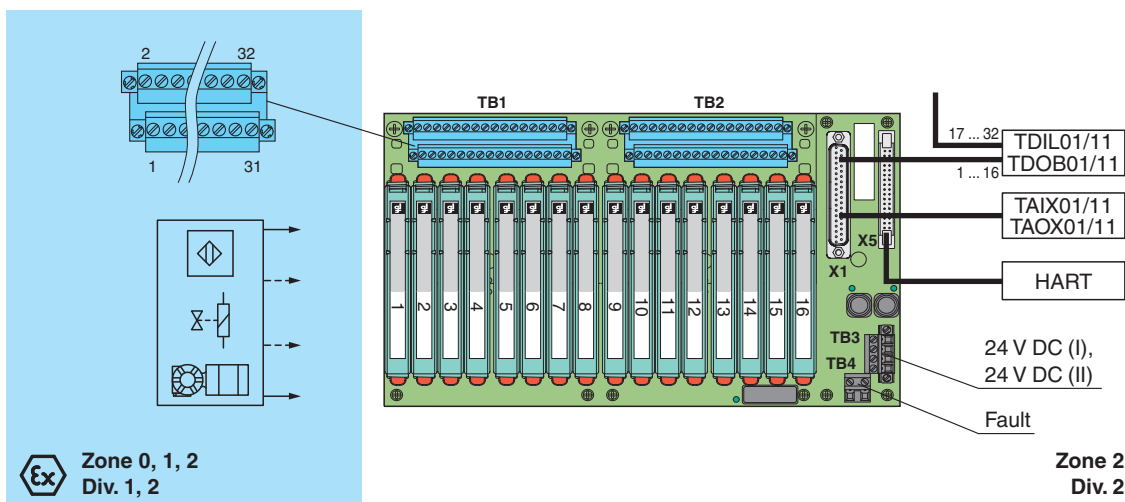 2 32
1 31
TB1 TB2
17 ... 32
TDIL01/11
TDOB01/11
1 ... 16
TAIX01/11
TAOX01/11
X5
X1
HART
1 2 3 4 5 6 7 8 9 10 11 12 13 14 15 16
TB3
TB4
24 V DC (I),
24 V DC (II)
Fault
Ex
Zone 0, 1, 2
Div. 1, 2
Zone 2
Div. 2